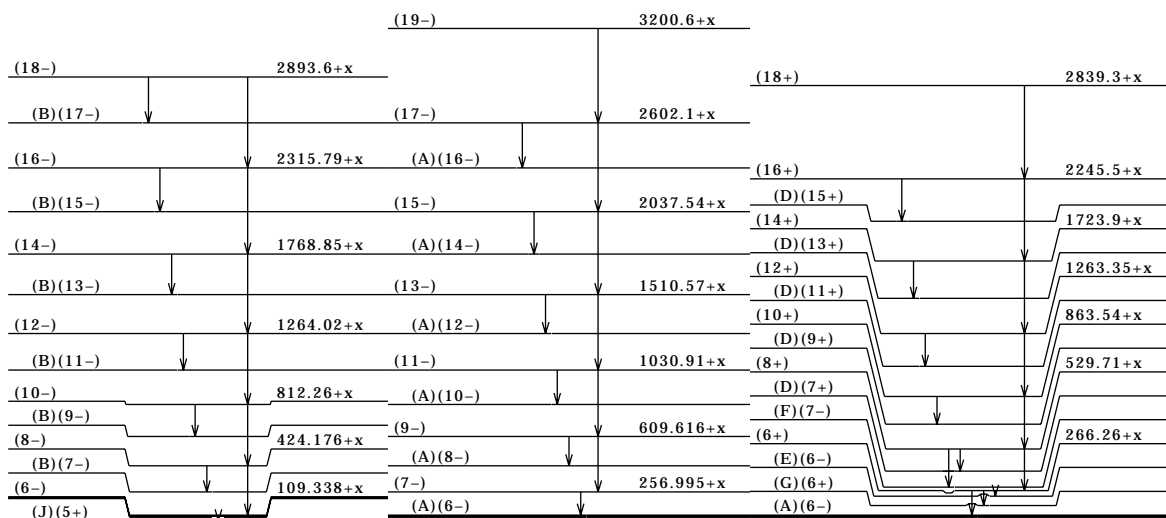 (18-) 2893.6+x
(B)(17-)
(16-) 2315.79+x
(B)(15-)
(14-) 1768.85+x
(B)(13-)
(12-) 1264.02+x
(B)(11-)
(10-) 812.26+x
(B)(9-)
(8-) 424.176+x
(B)(7-)
(6-) 109.338+x
(J)(5+)
(19-) 3200.6+x
(17-) 2602.1+x
(A)(16-)
(15-) 2037.54+x
(A)(14-)
(13-) 1510.57+x
(A)(12-)
(11-) 1030.91+x
(A)(10-)
(9-) 609.616+x
(A)(8-)
(7-) 256.995+x
(A)(6-)
(18+) 2839.3+x
(16+) 2245.5+x
(D)(15+)
(14+) 1723.9+x
(D)(13+)
(12+) 1263.35+x
(D)(11+)
(10+) 863.54+x
(D)(9+)
(8+) 529.71+x
(D)(7+)
(F)(7-)
(6+) 266.26+x
(E)(6-)
(G)(6+)
(A)(6-)